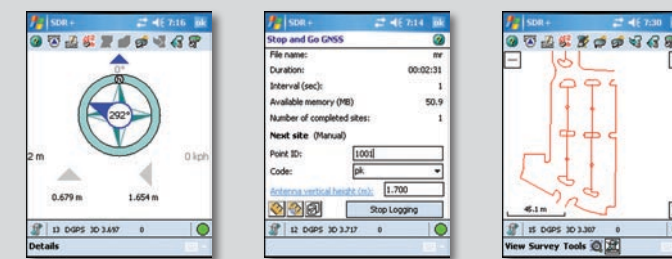 SDR+ 7:16 ok
0°
292°
2 m
0 kph
0.679 m 1.654 m
13 DGPS 3D 3.697 0
Details
SDR+ 7:14 ok
Stop and Go GNSS
File name: mr
Duration: 00:02:31
Interval (sec): 1
Available memory (MB) 50.9
Number of completed sites: 1
Next site (Manual)
Point ID: 1001
Code: pk
Antenna vertical height (m): 1.700
Stop Logging
12 DGPS 3D 3.717 0
SDR+ 7:30
45.1 m
15 DGPS 3D 3.307 0
View Survey Tools